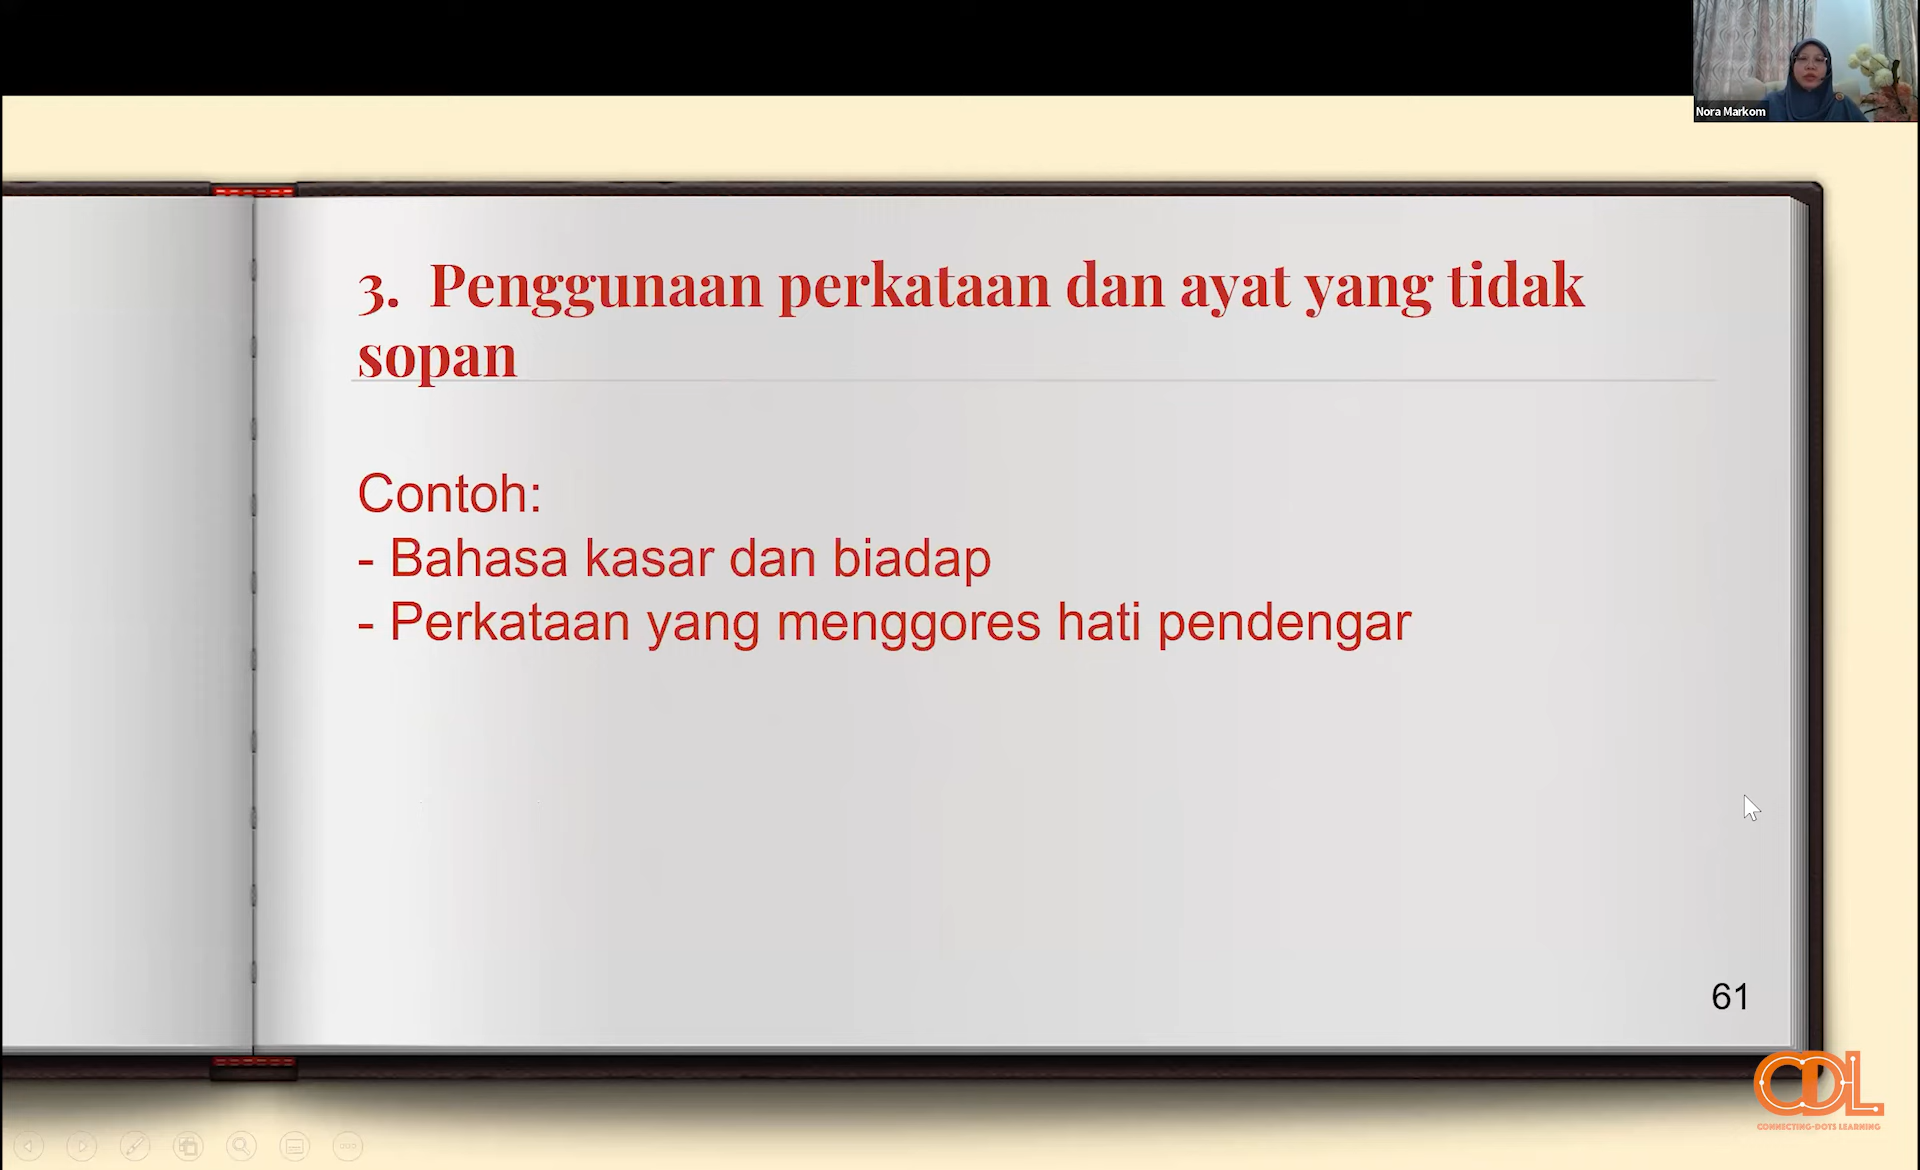 Nora Markom
3. Penggunaan perkataan dan ayat yang tidak
sopan
Contoh:
- Bahasa kasar dan biadap
- Perkataan yang menggores hati pendengar
61
CDL
CONNECTING-DOTS LEARNING